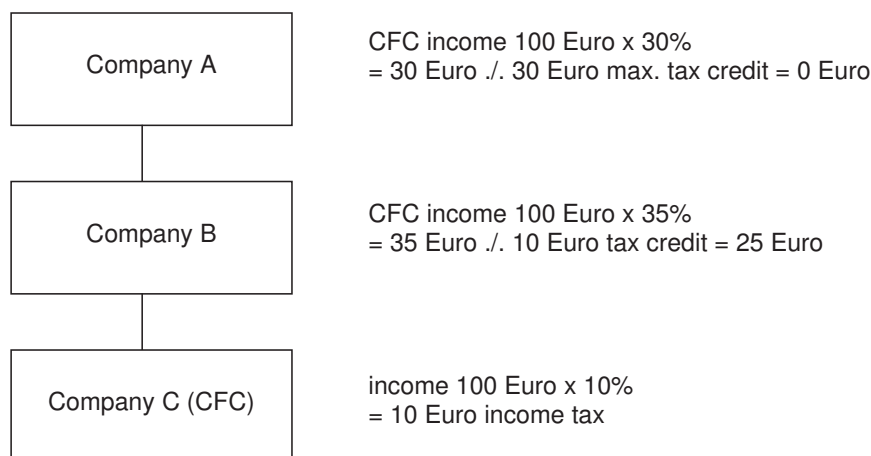 Company A
CFC income 100 Euro x 30%
= 30 Euro ./. 30 Euro max. tax credit = 0 Euro
Company B
CFC income 100 Euro x 35%
= 35 Euro ./. 10 Euro tax credit = 25 Euro
Company C (CFC)
income 100 Euro x 10%
= 10 Euro income tax